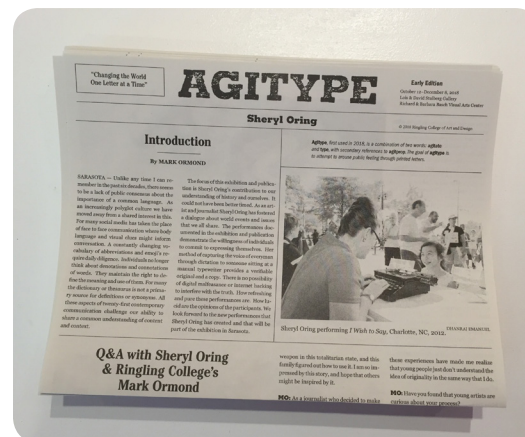 "Changing the World
One Letter at a Time"
AGITYPE
Early Edition
October 12- December 8, 2018
Lois & David Stulberg Gallery
Richard & Barbara Basch Visual Arts Center
Sheryl Oring
© 2018 Ringling College of Art and Design
Introduction
By MARK ORMOND
SARASOTA — Unlike any time I can re-
member in the past six decades, there seems
to be a lack of public consensus about the
importance of a common language. As
an increasingly polyglot culture we have
moved away from a shared interest in this.
For many social media has taken the place
of face to face communication where body
language and visual clues might inform
conversation. A constantly changing vo-
cabulary of abbreviations and emoji's re-
quire daily diligence. Individuals no longer
think about denotations and connotations
of words. They maintain the right to de-
fine the meaning and use of them. For many
the dictionary or thesaurus is not a prime-
ry source for definitions or synonyms. All
these aspects of twenty-first contemporary
communication challenge our ability to
share a common understanding of content
and context.
The focus of this exhibition and publica-
tion is Sheryl Oring's contribution to our
understanding of history and ourselves. It
could not have been better timed. As an art-
ist and journalist Sheryl Oring has fostered
a dialogue about world events and issues
that we all share. The performances doc-
umented in the exhibition and publication
demonstrate the willingness of individuals
to commit to expressing themselves. Her
method of capturing the voice of everyman
through dictation to someone sitting at a
manual typewriter provides a verifiable
original and a copy. There is no possibility
of digital malfeasance or internet hacking
to interfere with the truth. How refreshing
and pure these performances are. How lu-
cid are the opinions of the participants. We
look forward to the new performances that
Sheryl Oring has created and that will be
part of the exhibition in Sarasota.
Agitype, first used in 2018, is a combination of two words: agitate
and type, with secondary references to agitprop. The goal of agitype is
to attempt to arouse public feeling through printed letters.
Sheryl Oring performing I Wish to Say, Charlotte, NC, 2012.
DHANRAJ EMANUEL
Q&A with Sheryl Oring
& Ringling College's
Mark Ormond
weapon in this totalitarian state, and this
family figured out how to use it. I am so im-
pressed by this story, and hope that others
might be inspired by it.
MO: As a journalist who decided to make
these experiences have made me realize
that young people just don't understand the
idea of originality in the same way that I do.
MO: Have you found that young artists are
curious about your process?